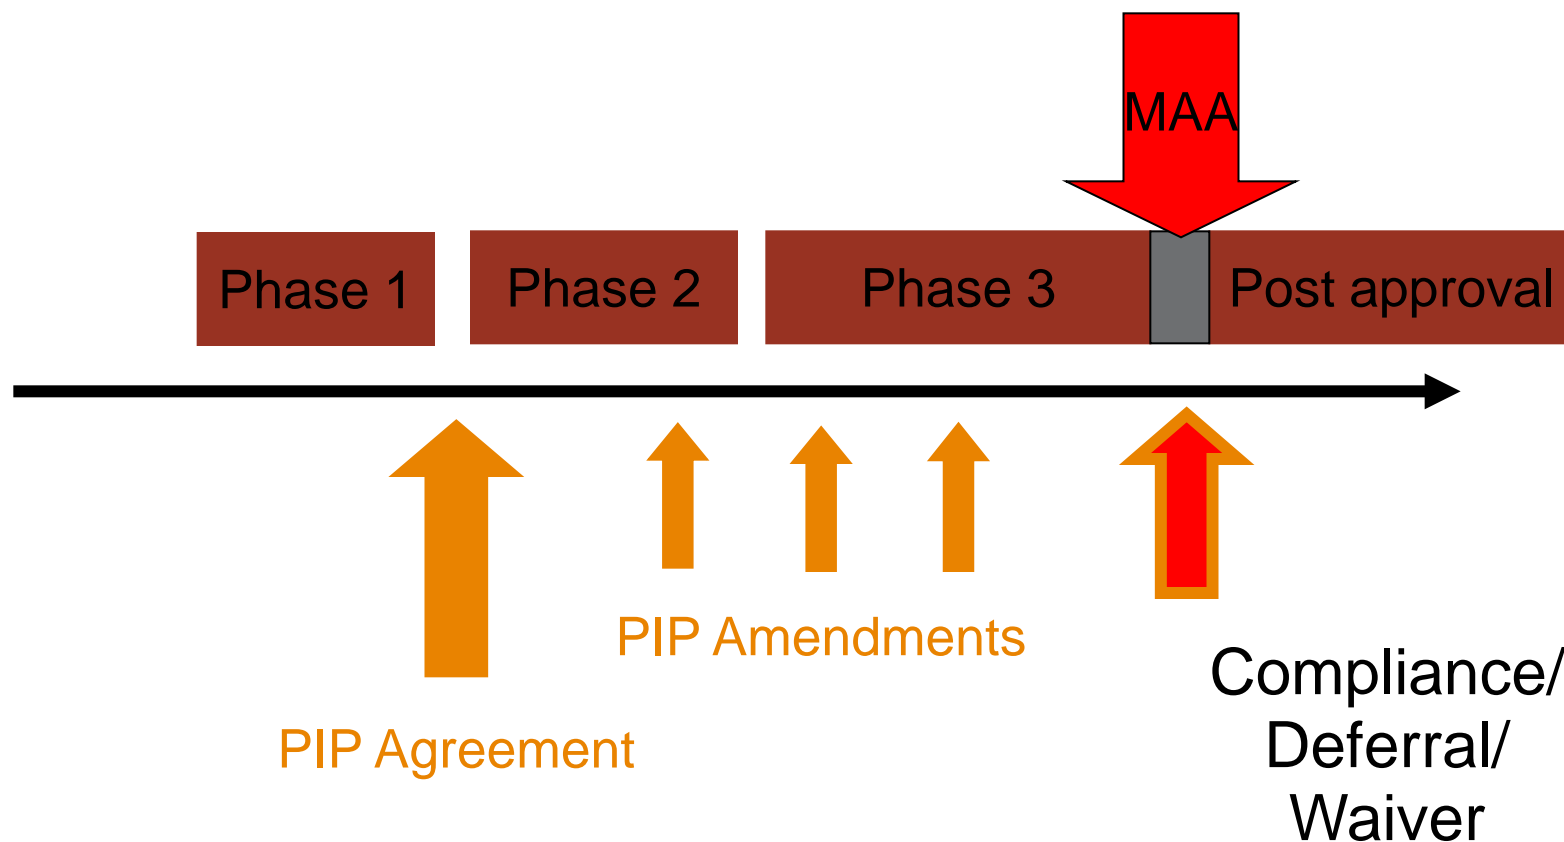 MAA
Phase 1
Phase 2
Phase 3
Post approval
PIP Amendments
PIP Agreement
Compliance/
Deferral/
Waiver